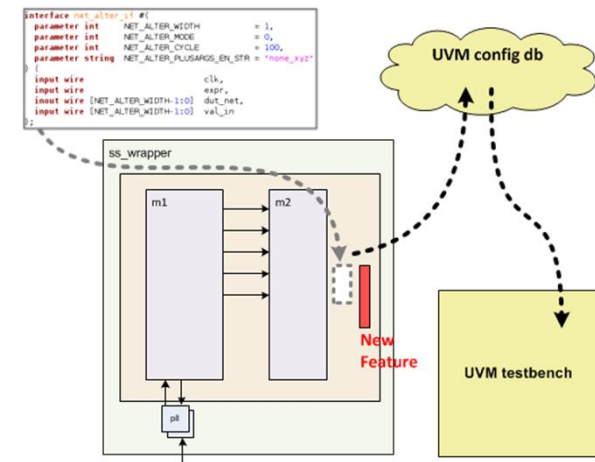 interface net_alter_if #(
parameter int NET_ALTER_WIDTH = 1,
parameter int NET_ALTER_MODE = 0,
parameter int NET_ALTER_CYCLE = 100,
parameter string NET_ALTER_PLUSARGS_EN_STR = "none_xyz"
) (
input wire clk,
input wire expr,
inout wire [NET_ALTER_WIDTH-1:0] dut_net,
input wire [NET_ALTER_WIDTH-1:0] val_in
);
UVM config db
ss_wrapper
m1
m2
New
Feature
UVM testbench
pll